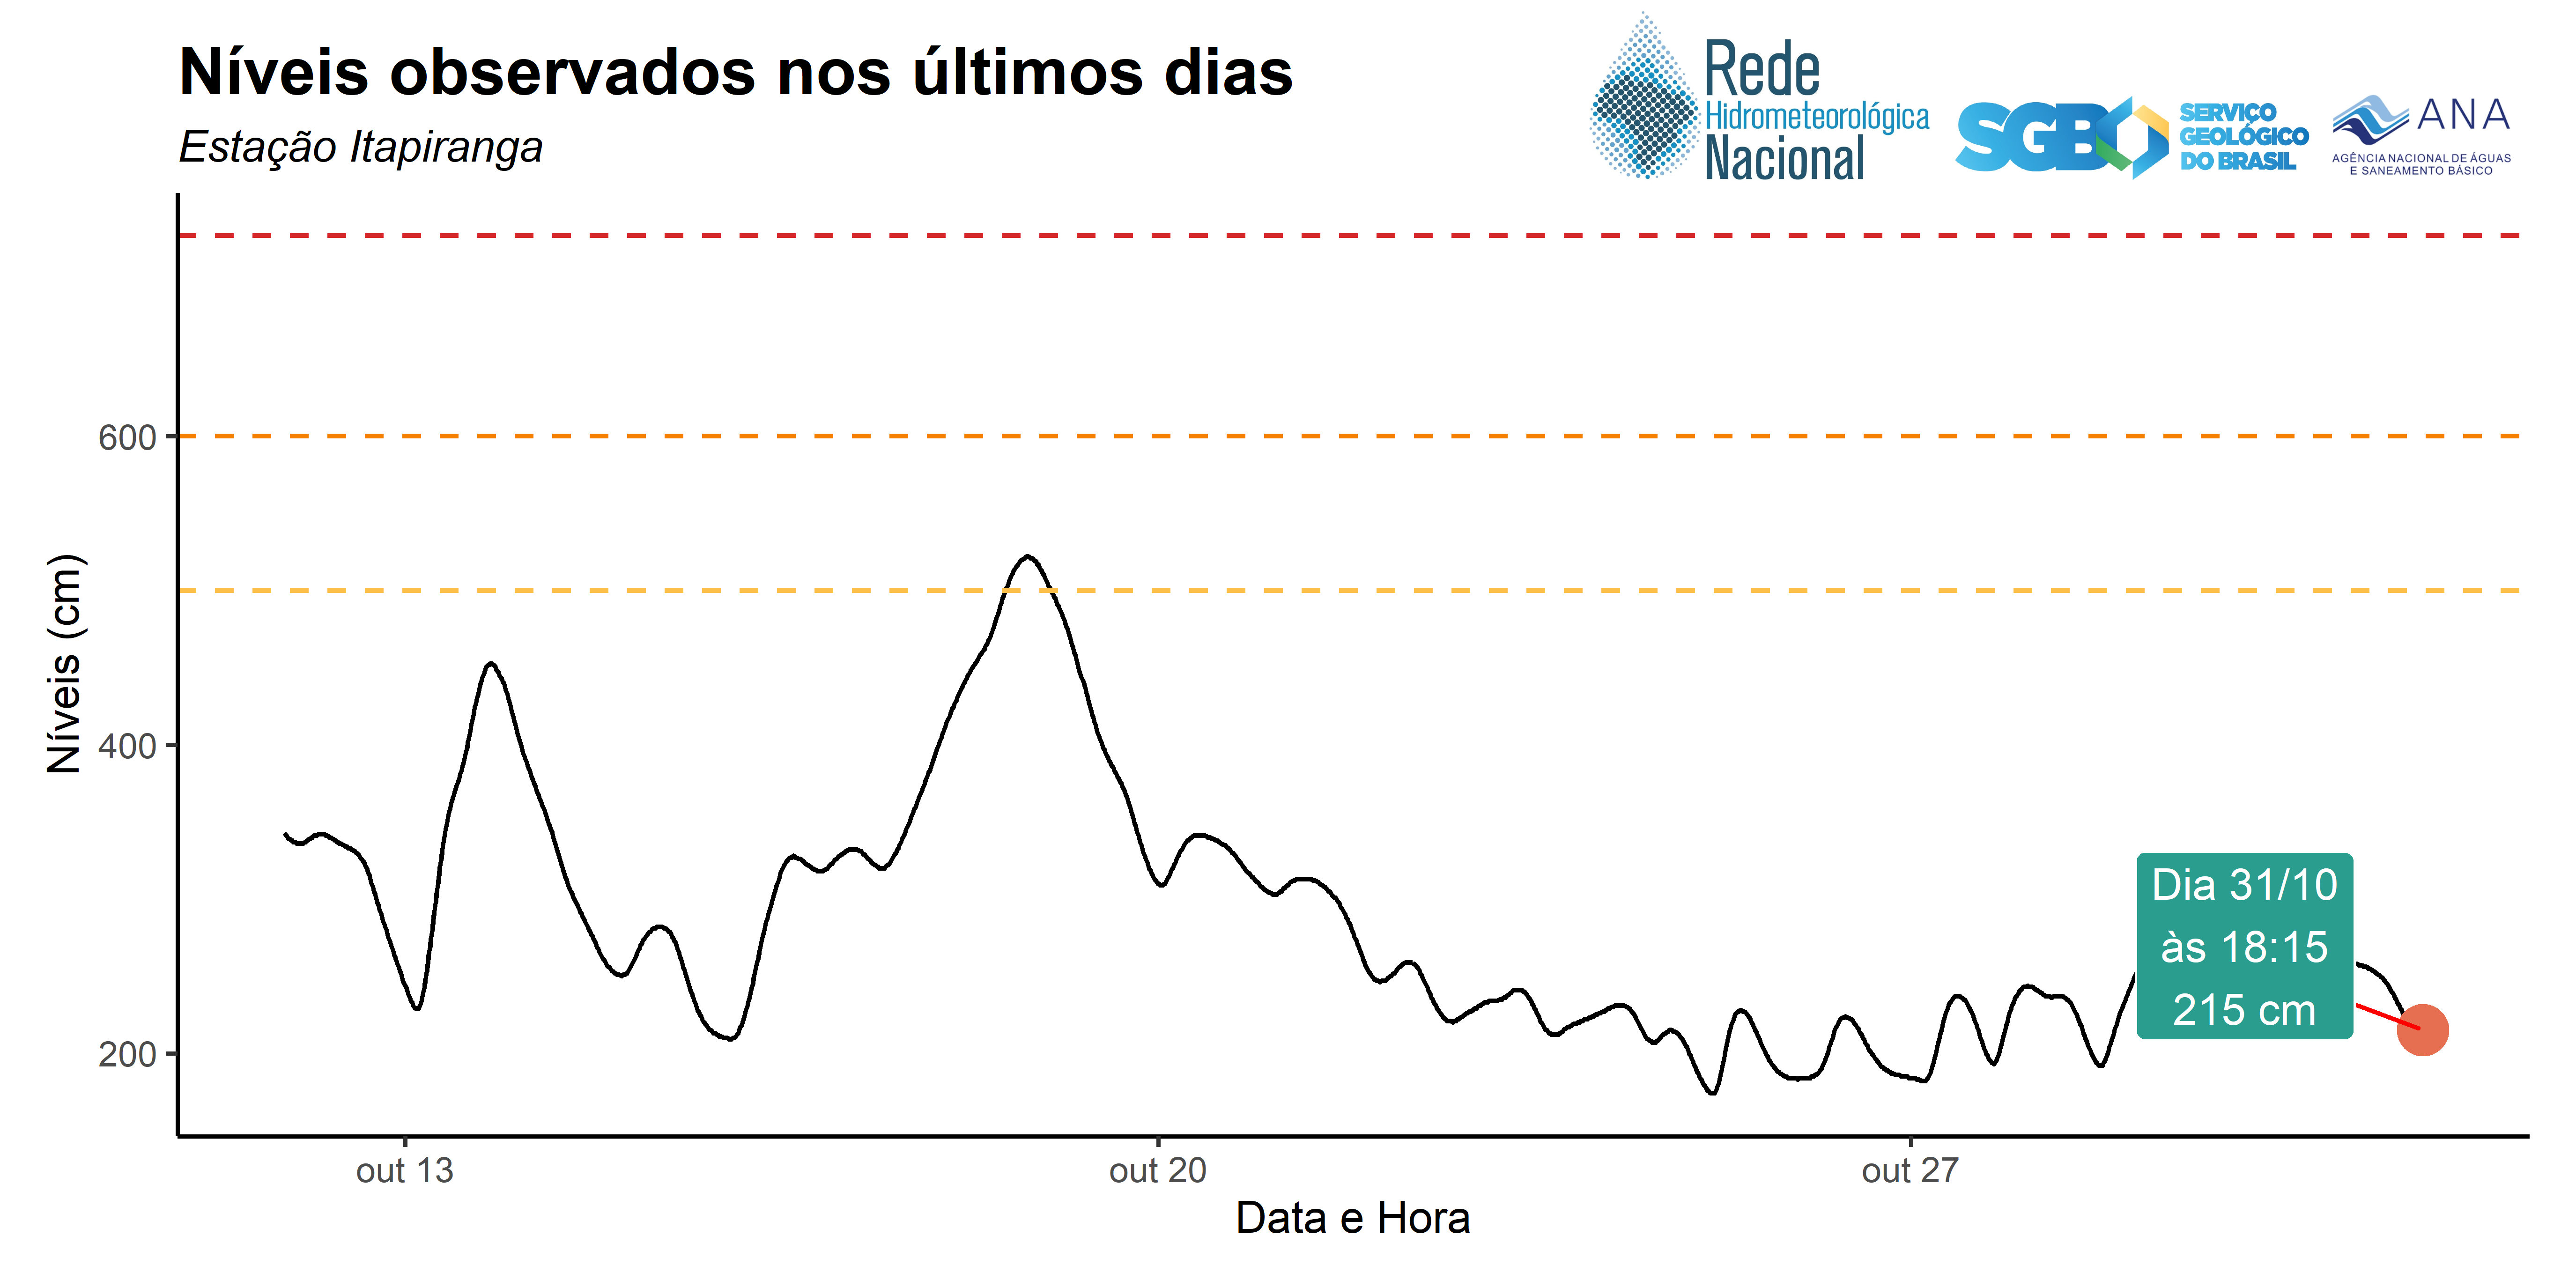 Níveis observados nos últimos dias
Estação Itapiranga
Rede
Hidrometeorológica
Nacional
SGB
SERVIÇO
GEOLÓGICO
DO BRASIL
ANA
AGÊNCIA NACIONAL DE ÁGUAS
E SANEAMENTO BÁSICO
Níveis (cm)
600
400
200
Dia 31/10
às 18:15
215 cm
out 13
out 20
out 27
Data e Hora